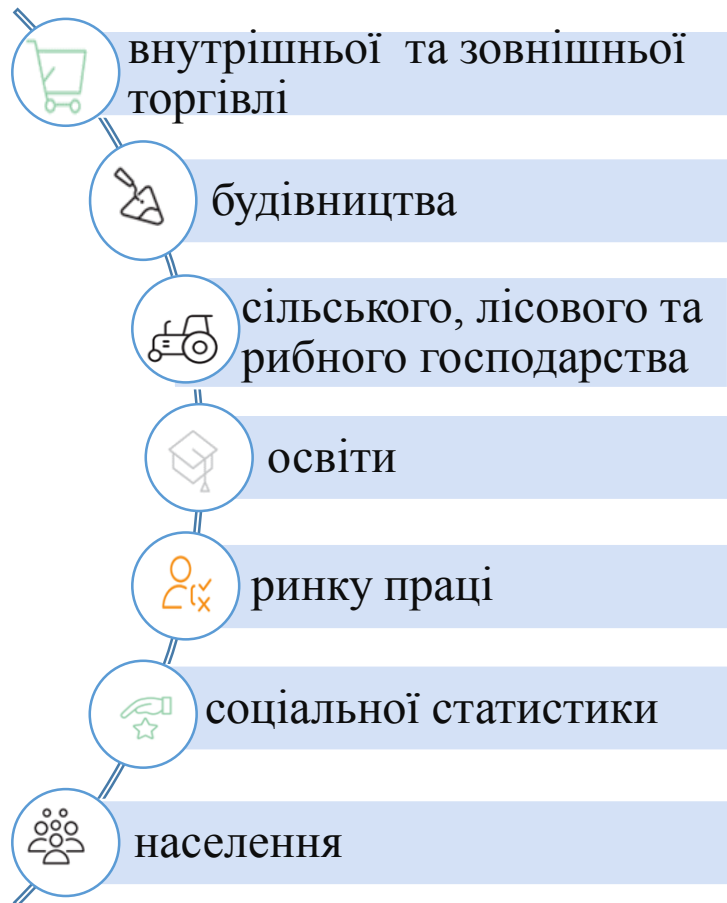 внутрішньої та зовнішньої
торгівлі
будівництва
сільського, лісового та
рибного господарства
освіти
ринку праці
соціальної статистики
населення